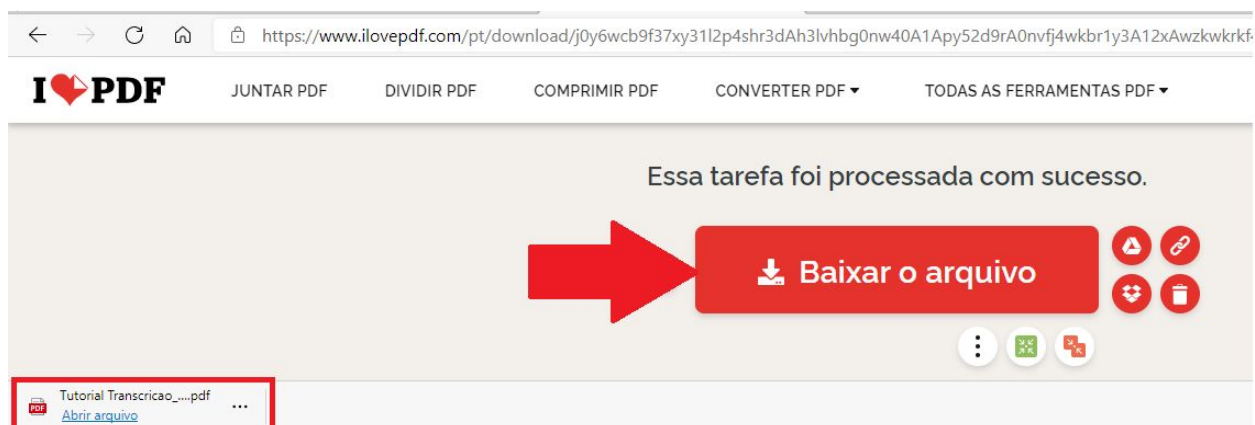 https://www.ilovepdf.com/pt/download/
I PDF JUNTAR PDF DIVIDIR PDF COMPRIMIR PDF CONVERTER PDF TODAS AS FERRAMENTAS PDF
Essa tarefa foi processada com sucesso.
Baixar o arquivo
Tutorial Transcricao_....pdf
PDF
Abrir arquivo